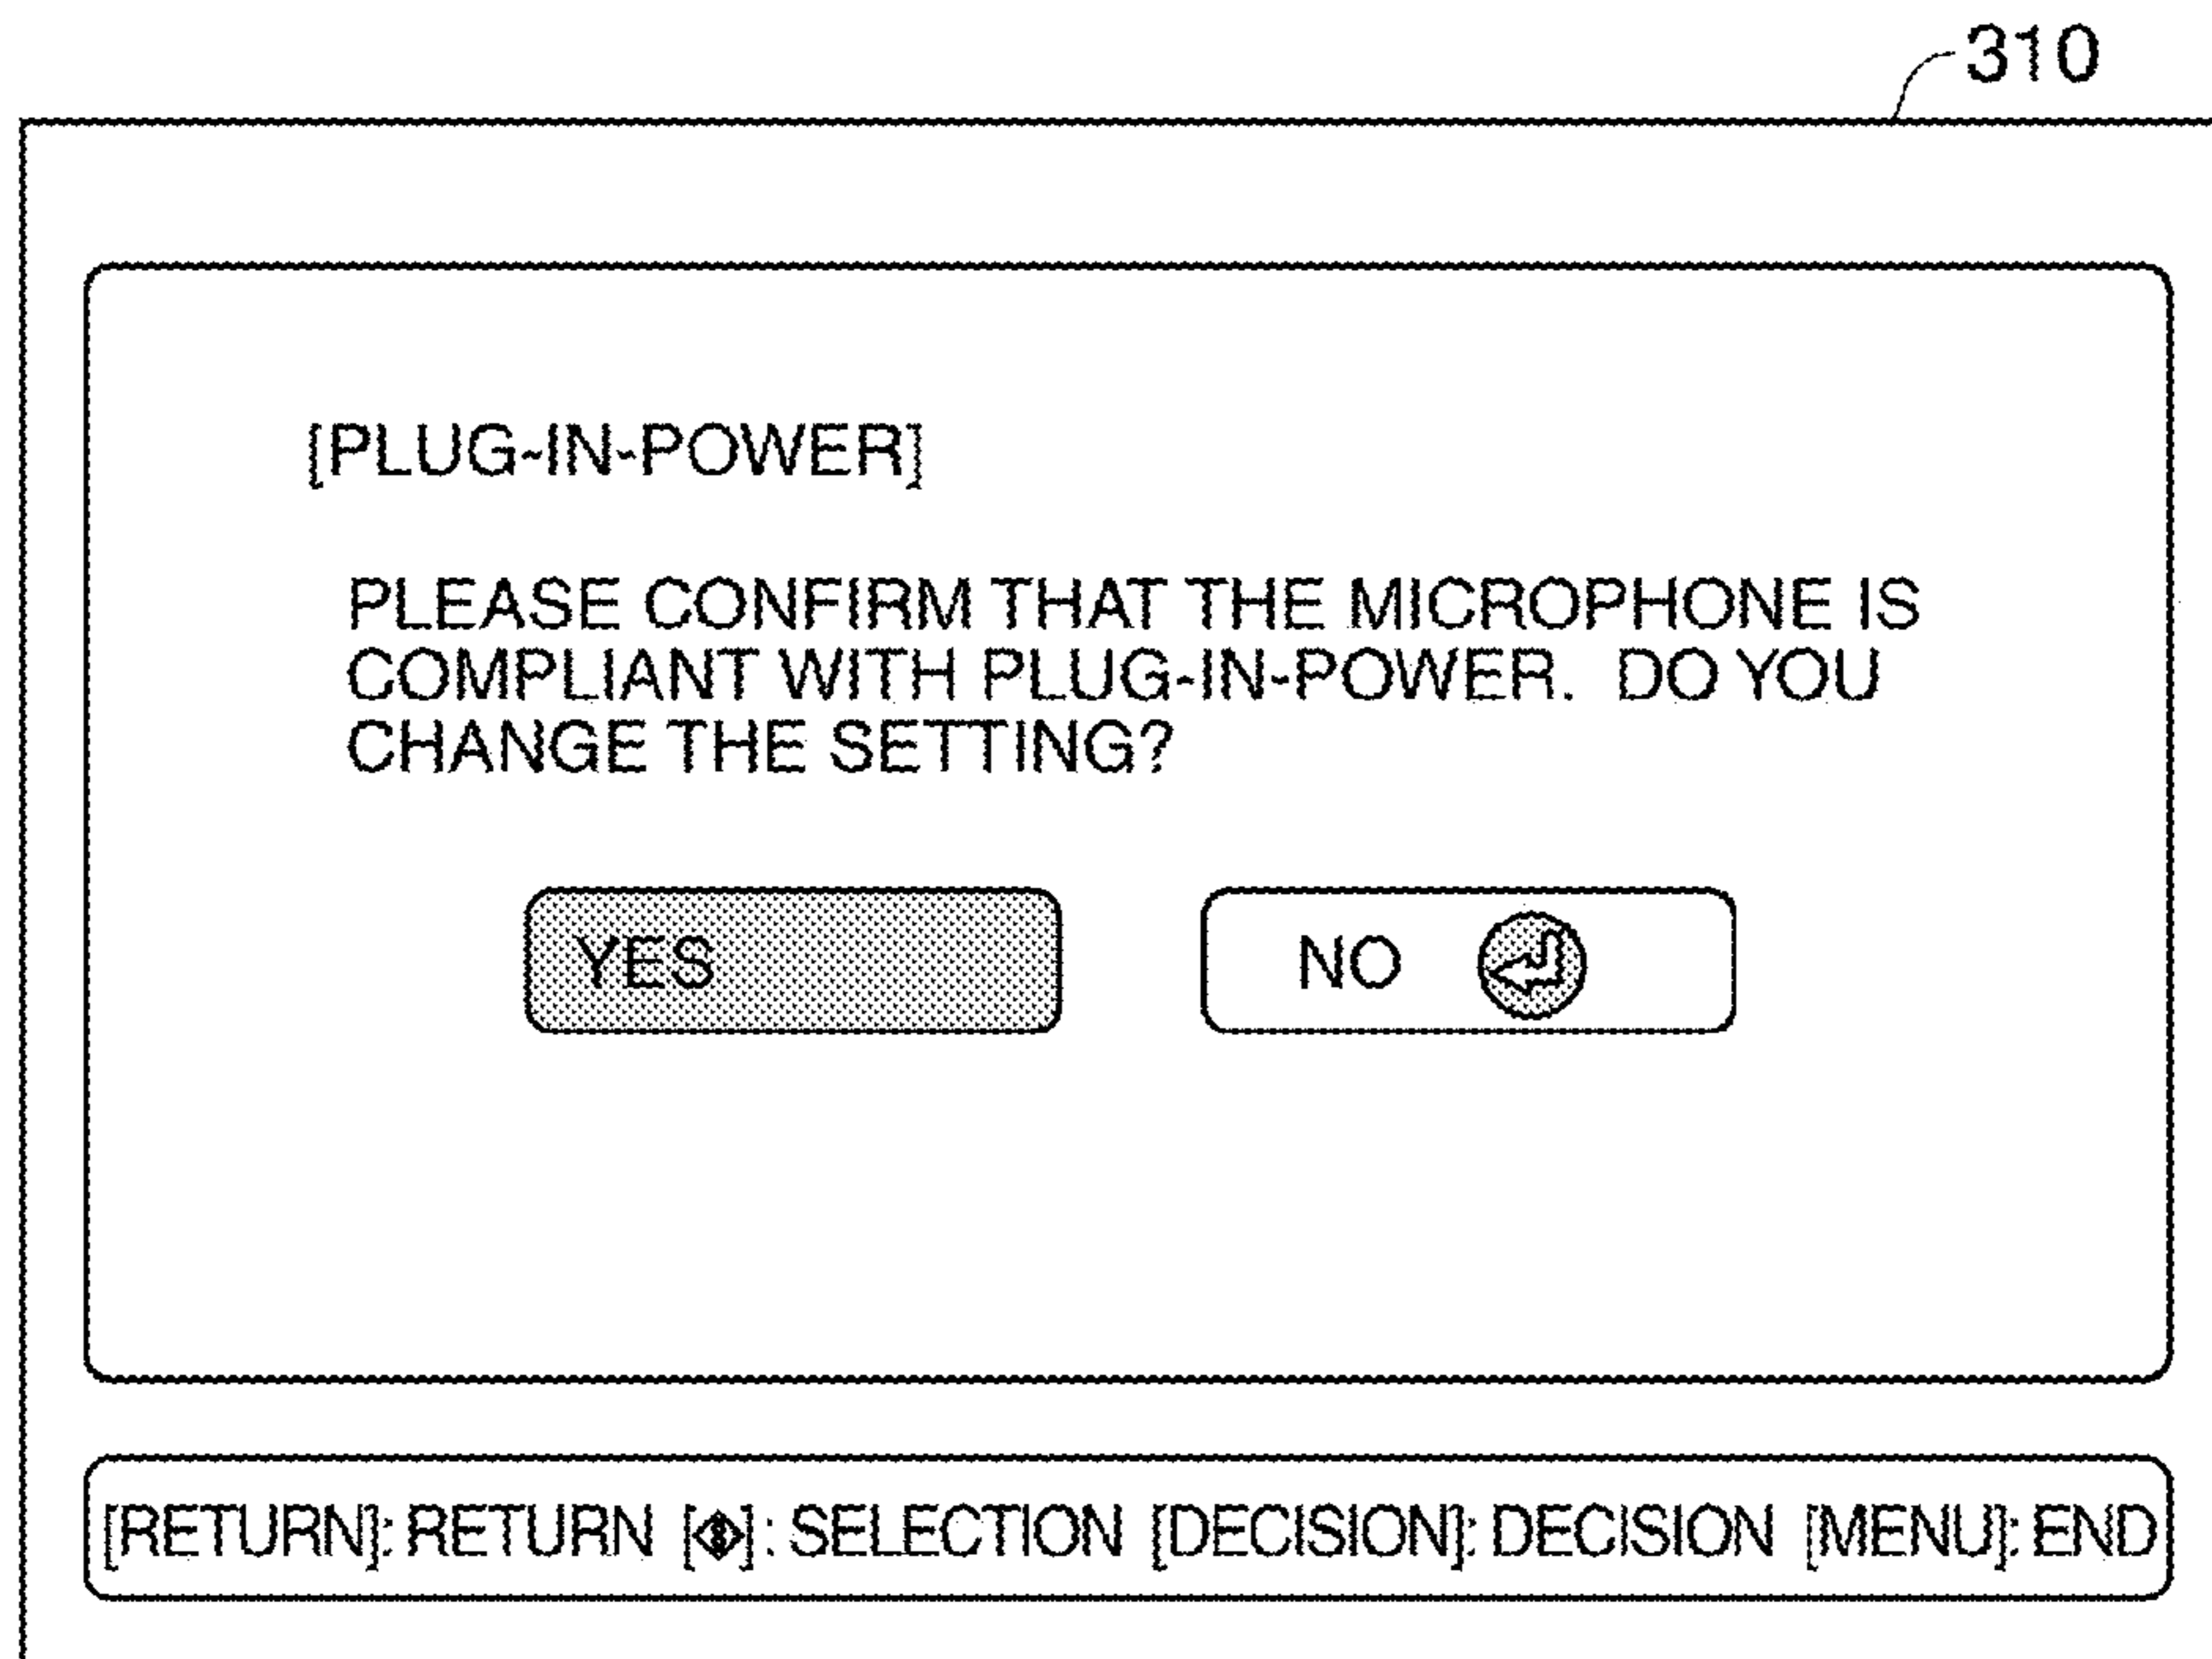 310
[PLUG-IN-POWER]
PLEASE CONFIRM THAT THE MICROPHONE IS
COMPLIANT WITH PLUG-IN-POWER. DO YOU
CHANGE THE SETTING?
YES NO
[RETURN]: RETURN []: SELECTION [DECISION]: DECISION [MENU]: END